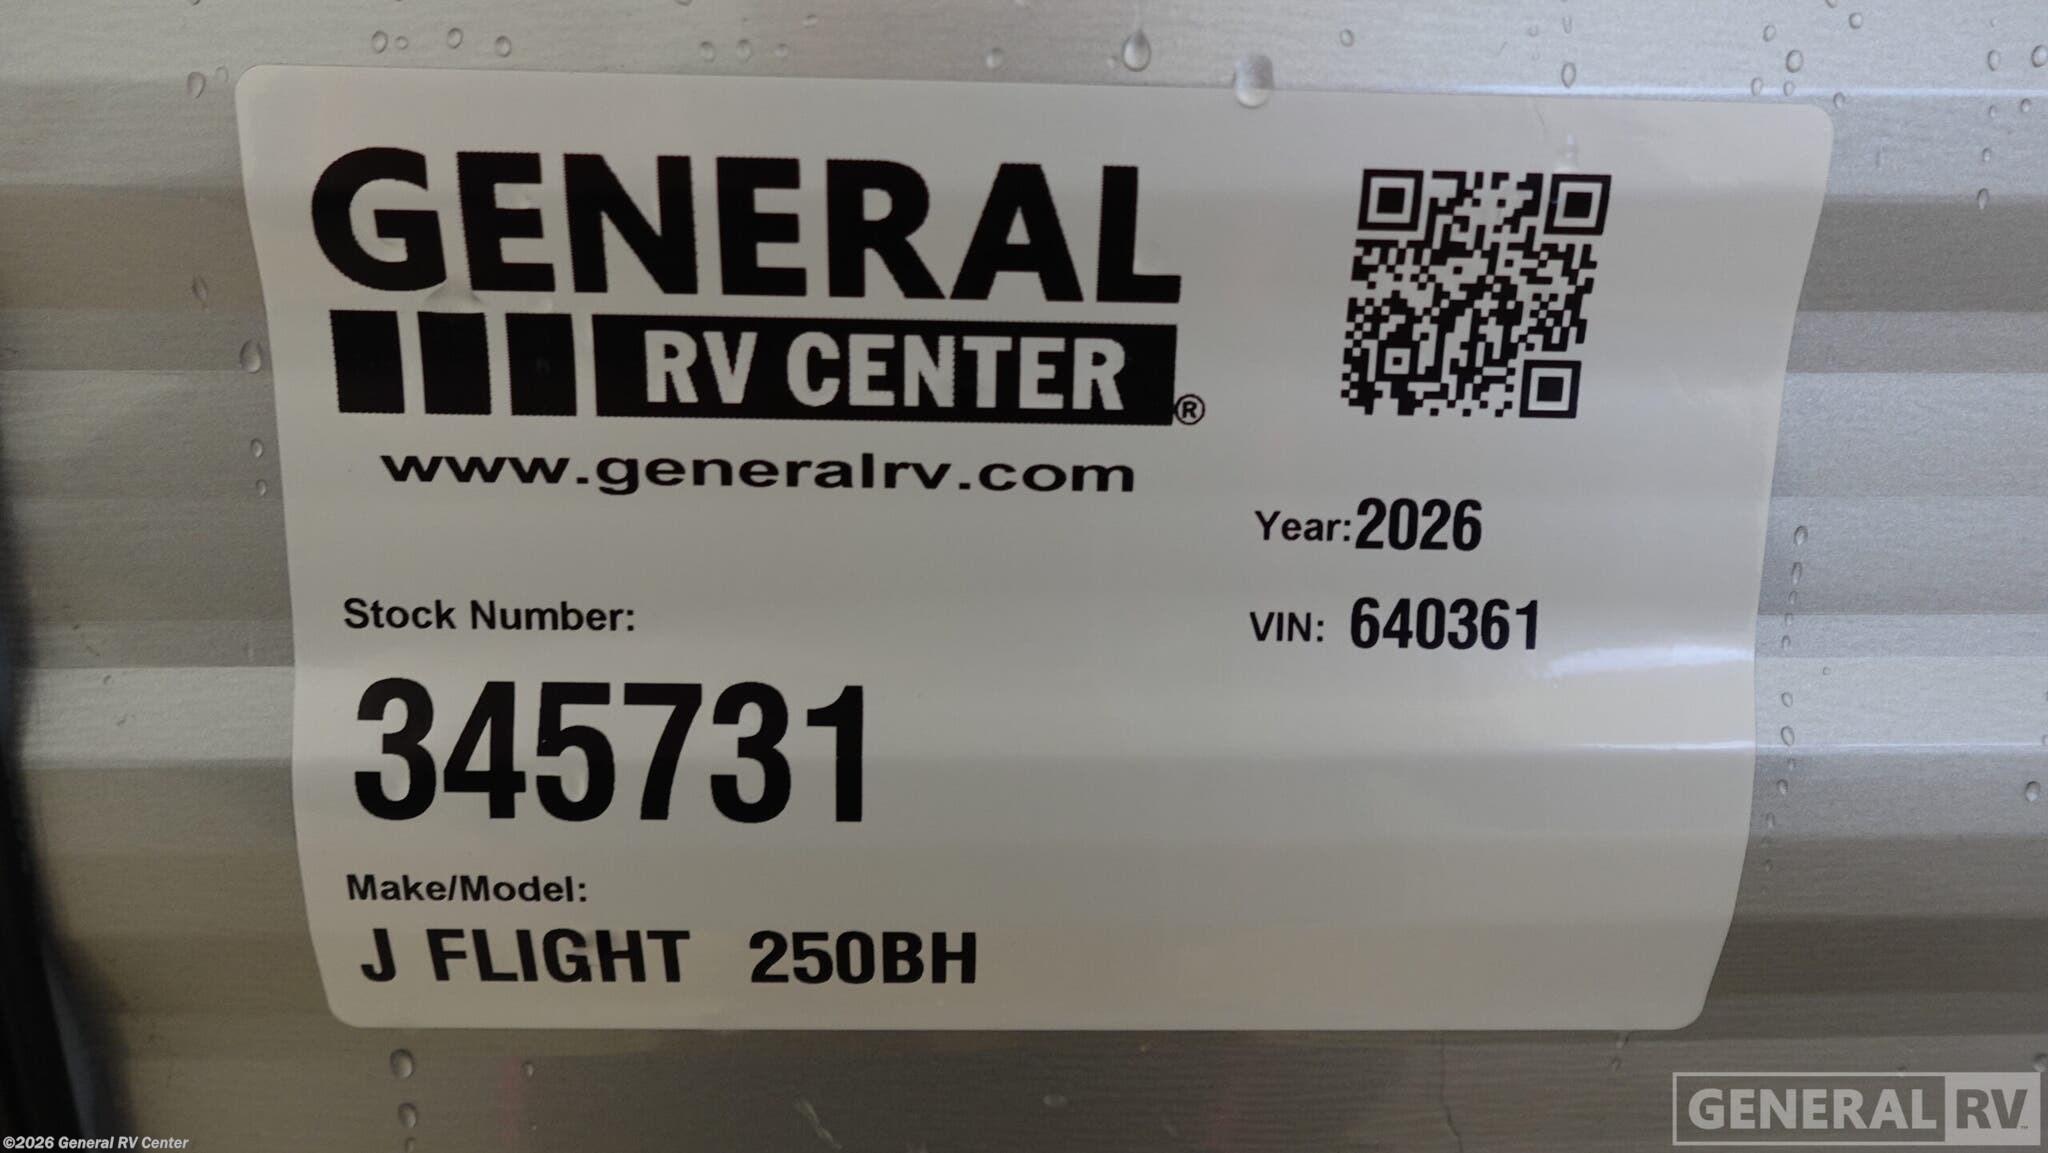 GENERAL
RV CENTER®
www.generalrv.com
Year: 2026
VIN: 640361
Stock Number:
345731
Make/Model:
J FLIGHT 250BH
GENERAL RV™
©2026 General RV Center